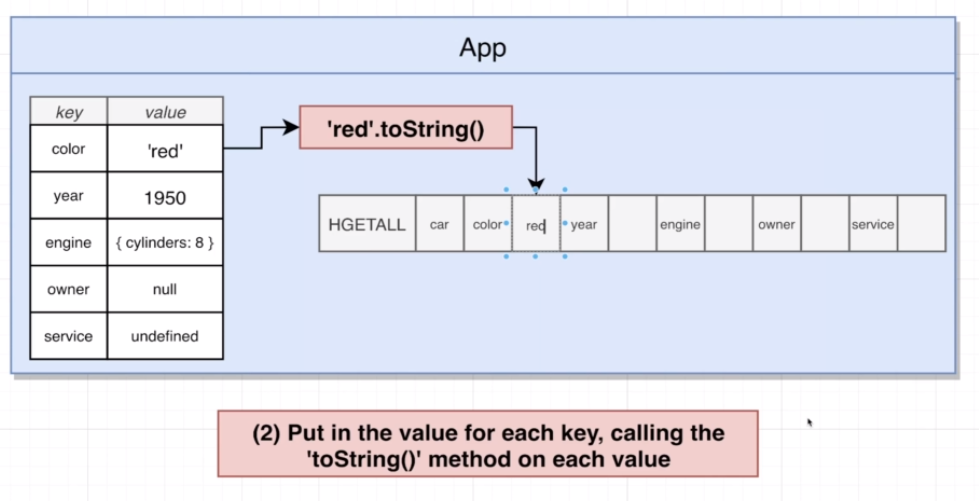 App
key value
color 'red'
year 1950
engine { cylinders: 8 }
owner null
service undefined
'red'.toString()
HGETALL car color red year engine owner service
(2) Put in the value for each key, calling the
'toString()' method on each value